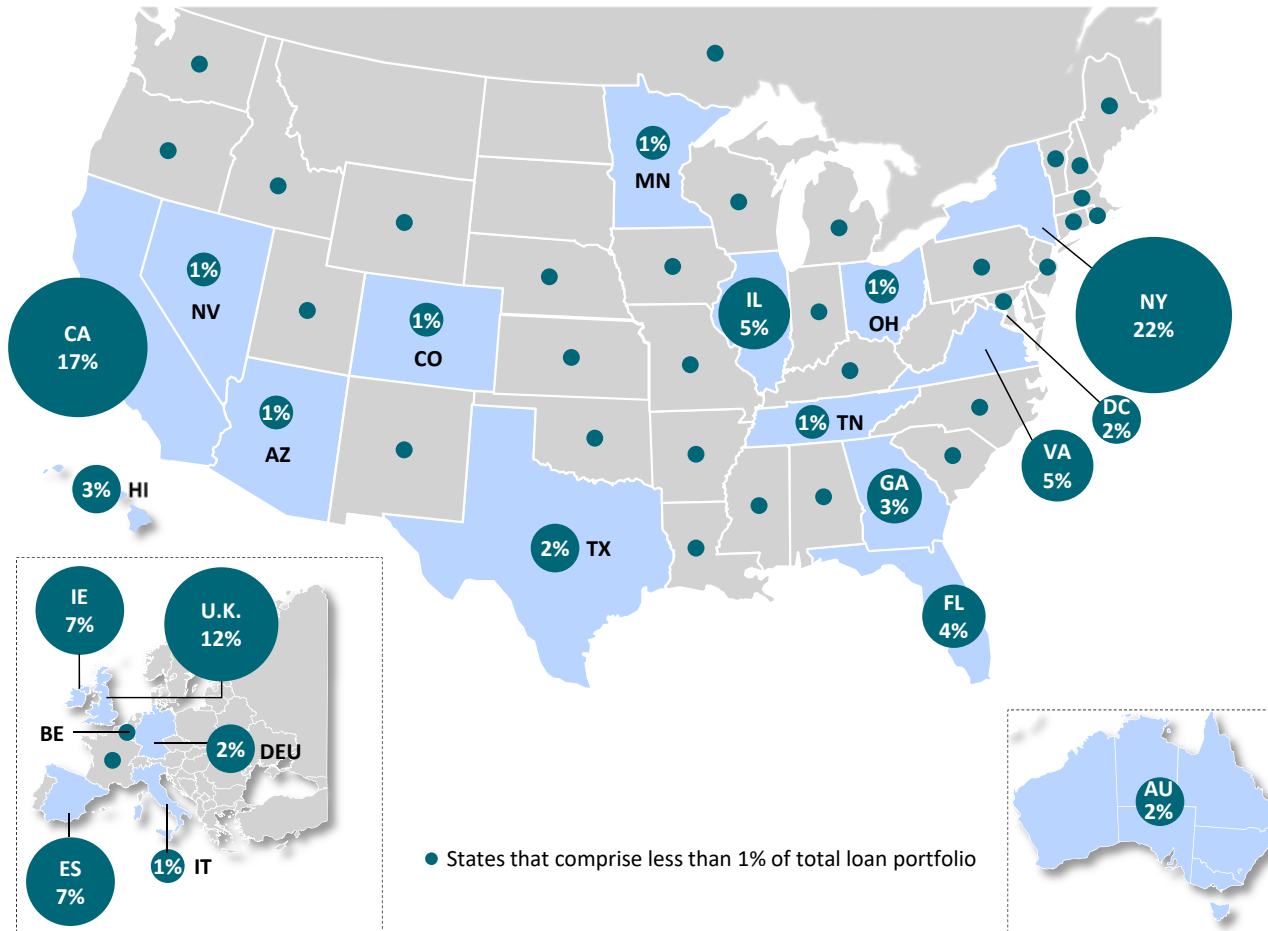 1%
MN
1%
NV
CA
17%
1%
CO
IL
5%
1%
OH
NY
22%
1%
AZ
1% TN
DC
2%
VA
5%
3% HI
GA
3%
2% TX
FL
4%
IE
7%
U.K.
12%
BE
2% DEU
ES
7%
1% IT
AU
2%
States that comprise less than 1% of total loan portfolio